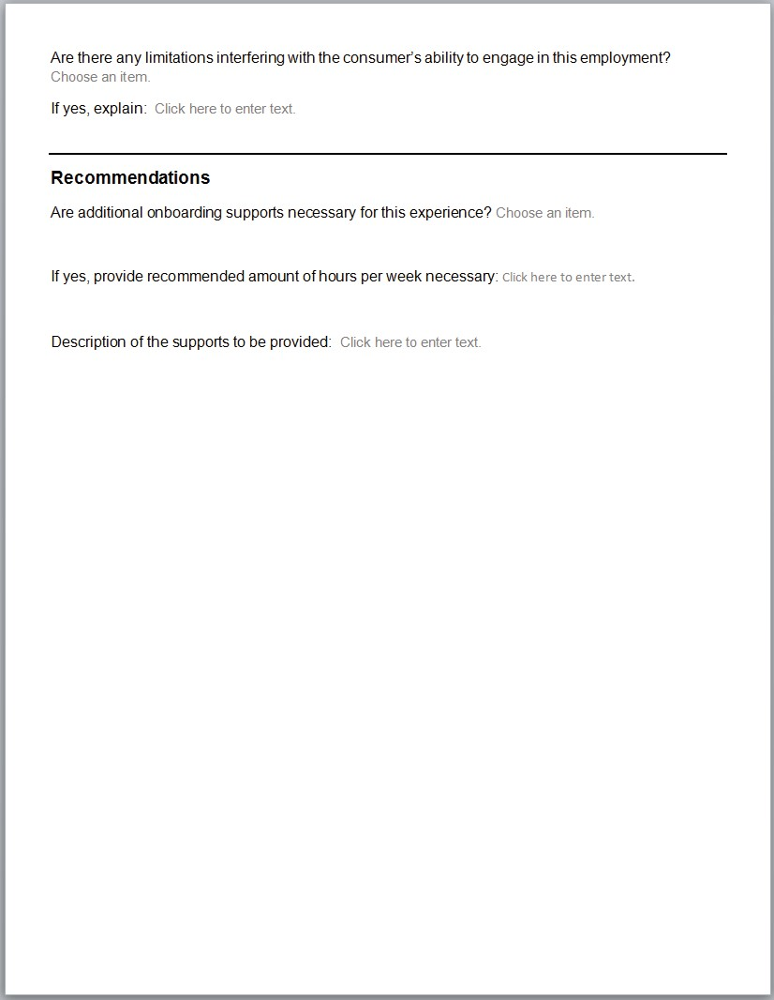 Are there any limitations interfering with the consumer’s ability to engage in this employment?
Choose an item.
If yes, explain: Click here to enter text.
Recommendations
Are additional onboarding supports necessary for this experience? Choose an item.
If yes, provide recommended amount of hours per week necessary: Click here to enter text.
Description of the supports to be provided: Click here to enter text.